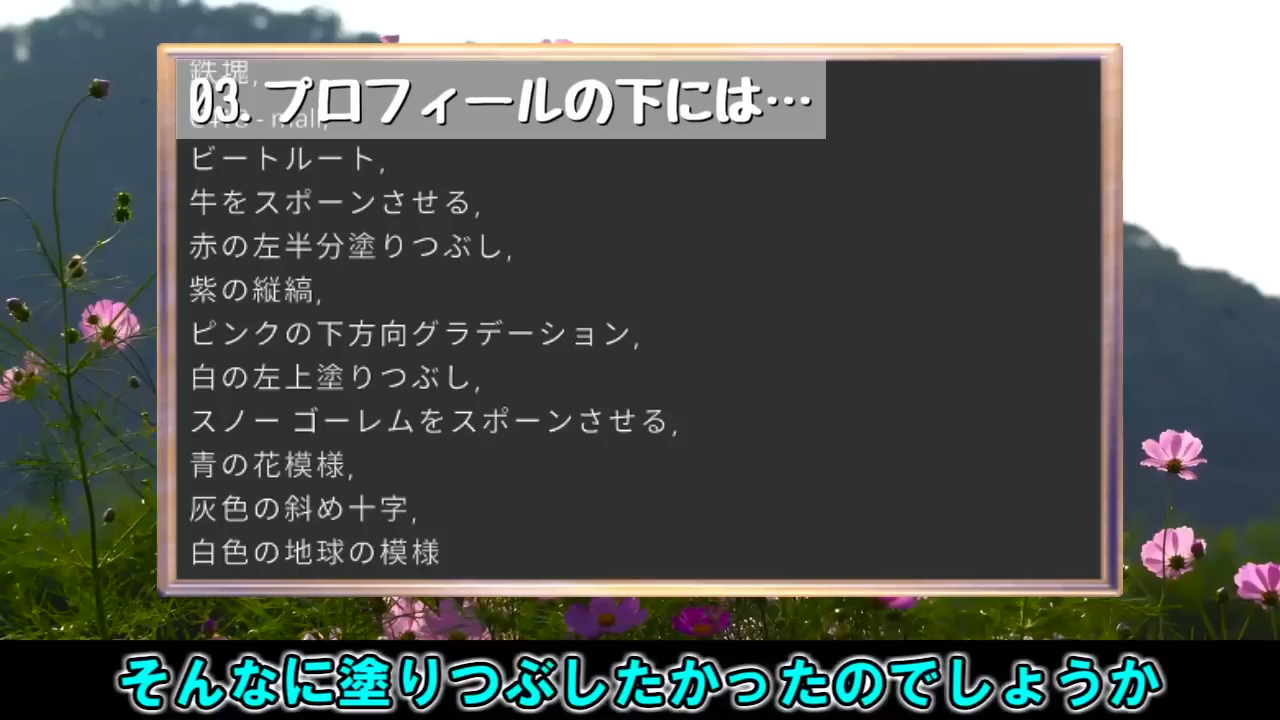 鉄塊,
03. プロフィールの下には…
ビートルート,
牛をスポーンさせる,
赤の左半分塗りつぶし,
紫の縦縞,
ピンクの下方向グラデーション,
白の左上塗りつぶし,
スノー ゴーレムをスポーンさせる,
青の花模様,
灰色の斜め十字,
白色の地球の模様
そんなに塗りつぶしたかったのでしょうか